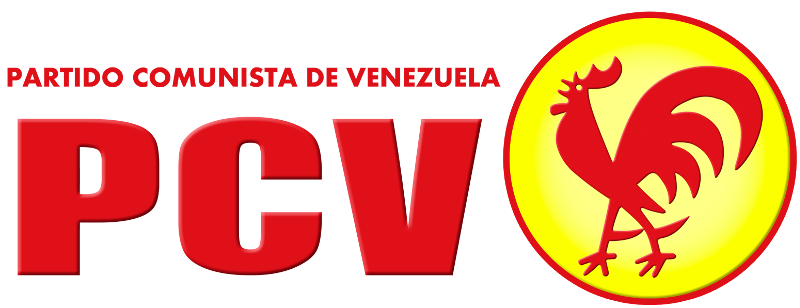 PARTIDO COMUNISTA DE VENEZUELA
PCV